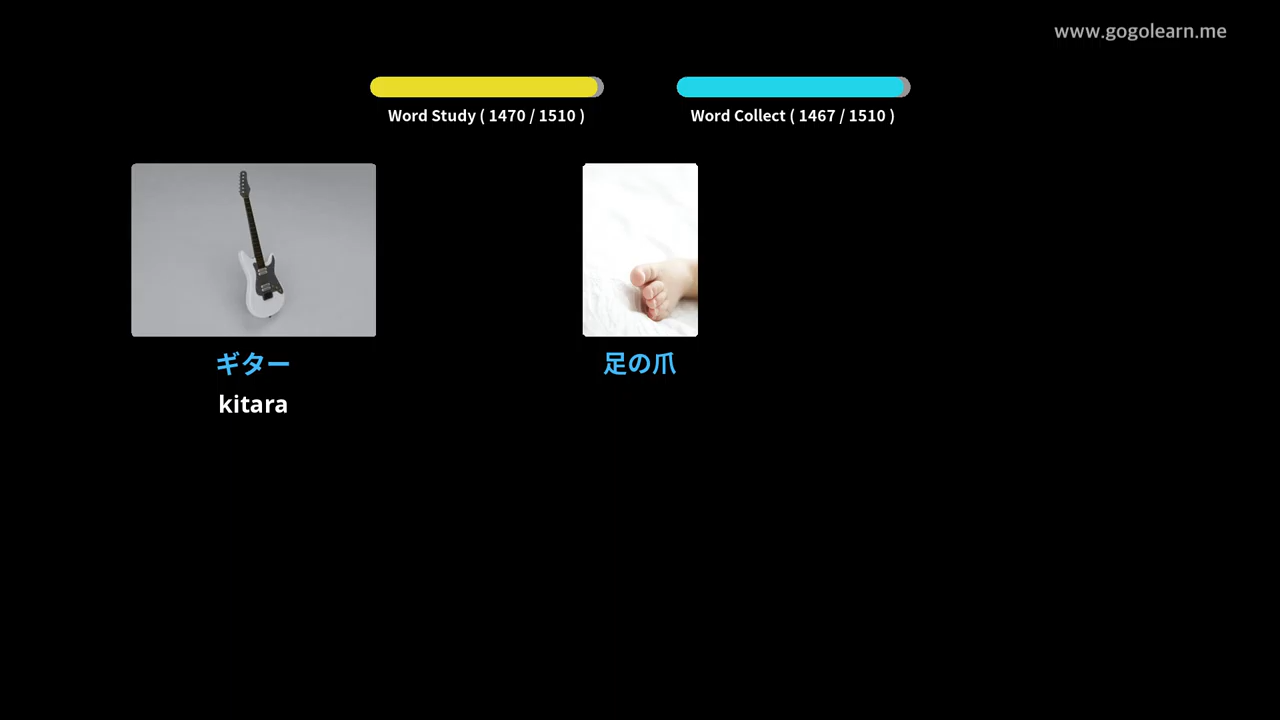 www.gogolearn.me
Word Study ( 1470 / 1510 )
Word Collect ( 1467 / 1510 )
ギター
kitara
足の爪